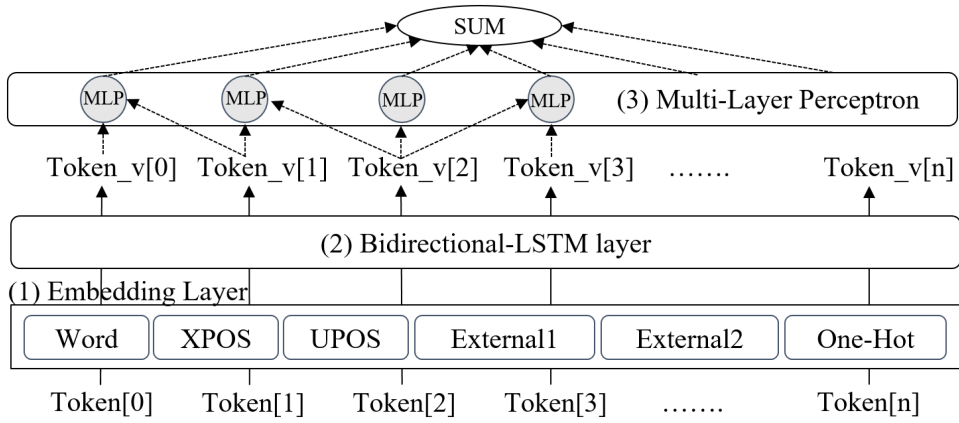 SUM
MLP MLP MLP MLP (3) Multi-Layer Perceptron
Token_v[0] Token_v[1] Token_v[2] Token_v[3] ……. Token_v[n]
(2) Bidirectional-LSTM layer
(1) Embedding Layer
Word XPOS UPOS External1 External2 One-Hot
Token[0] Token[1] Token[2] Token[3] ……. Token[n]